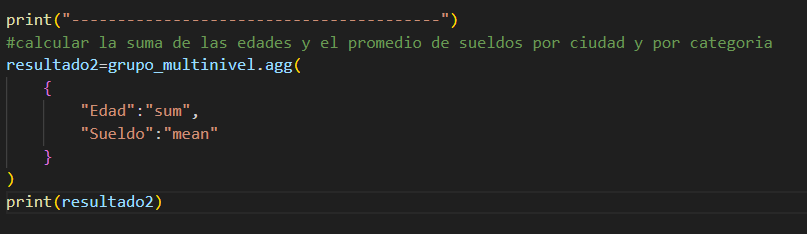 print("----------------------------------------")
#calcular la suma de las edades y el promedio de sueldos por ciudad y por categoria
resultado2=grupo_multinivel.agg(
    {
        "Edad":"sum",
        "Sueldo":"mean"
    }
)
print(resultado2)